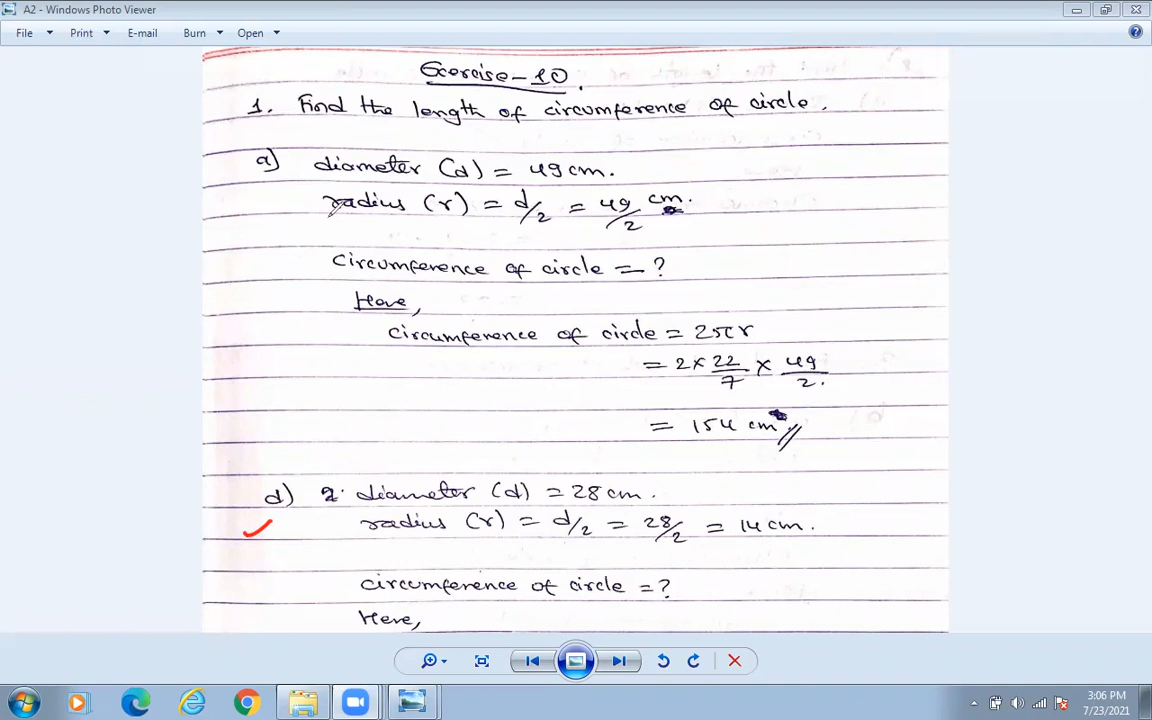 A2 - Windows Photo Viewer
File Print E-mail Burn Open
Exercise-10
1. Find the length of circumference of circle.
a) diameter (d) = 49 cm.
radius (r) = d/2 = 49/2 cm.
circumference of circle = ?
Here,
circumference of circle = 2πr
= 2 × 22/7 × 49/2.
= 154 cm //
d) diameter (d) = 28 cm.
radius (r) = d/2 = 28/2 = 14 cm.
circumference of circle = ?
Here,
3:06 PM
7/23/2021